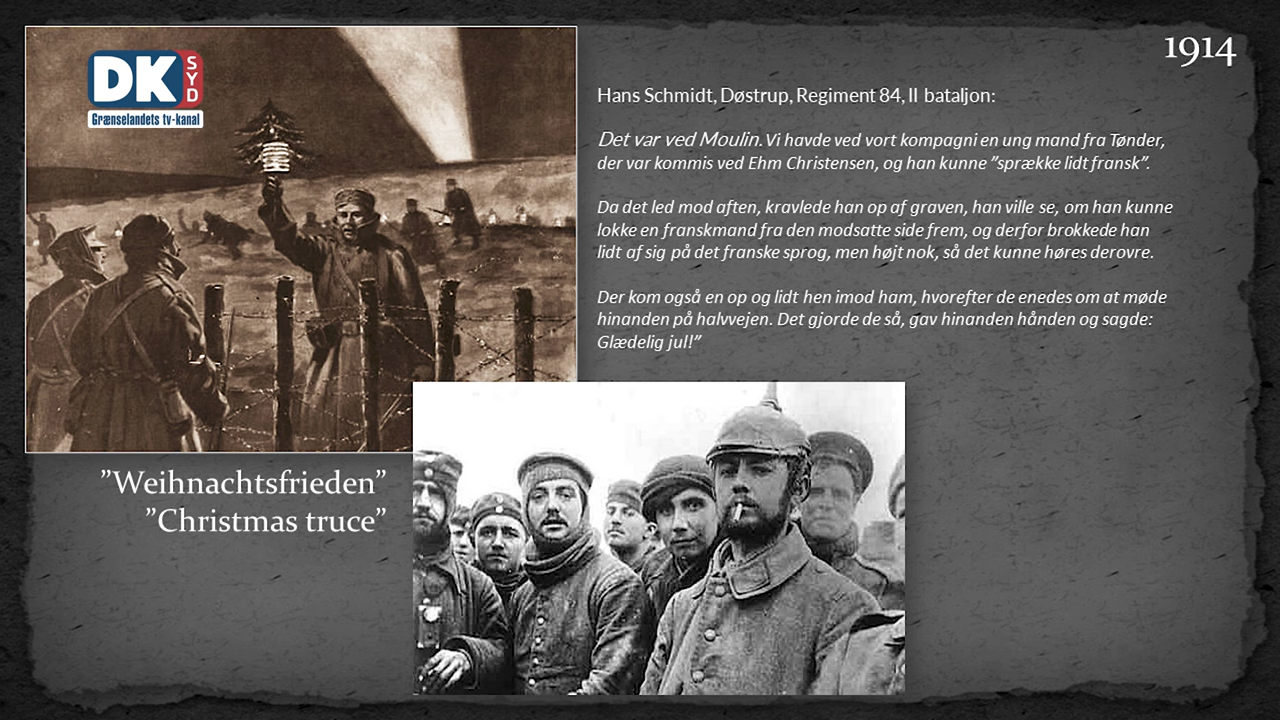 DK
SYD
Grænselandets tv-kanal
1914
Hans Schmidt, Døstrup, Regiment 84, II bataljon:
Det var ved Moulin. Vi havde ved vort kompagni en ung mand fra Tønder,
der var kommis ved Ehm Christensen, og han kunne ”sprække lidt fransk”.
Da det led mod aften, kravlede han op af graven, han ville se, om han kunne
lokke en franskmand fra den modsatte side frem, og derfor brokkede han
lidt af sig på det franske sprog, men højt nok, så det kunne høres derovre.
Der kom også en op og lidt hen imod ham, hvorefter de enedes om at møde
hinanden på halvvejen. Det gjorde de så, gav hinanden hånden og sagde:
Glædelig jul!”
”Weihnachtsfrieden”
”Christmas truce”